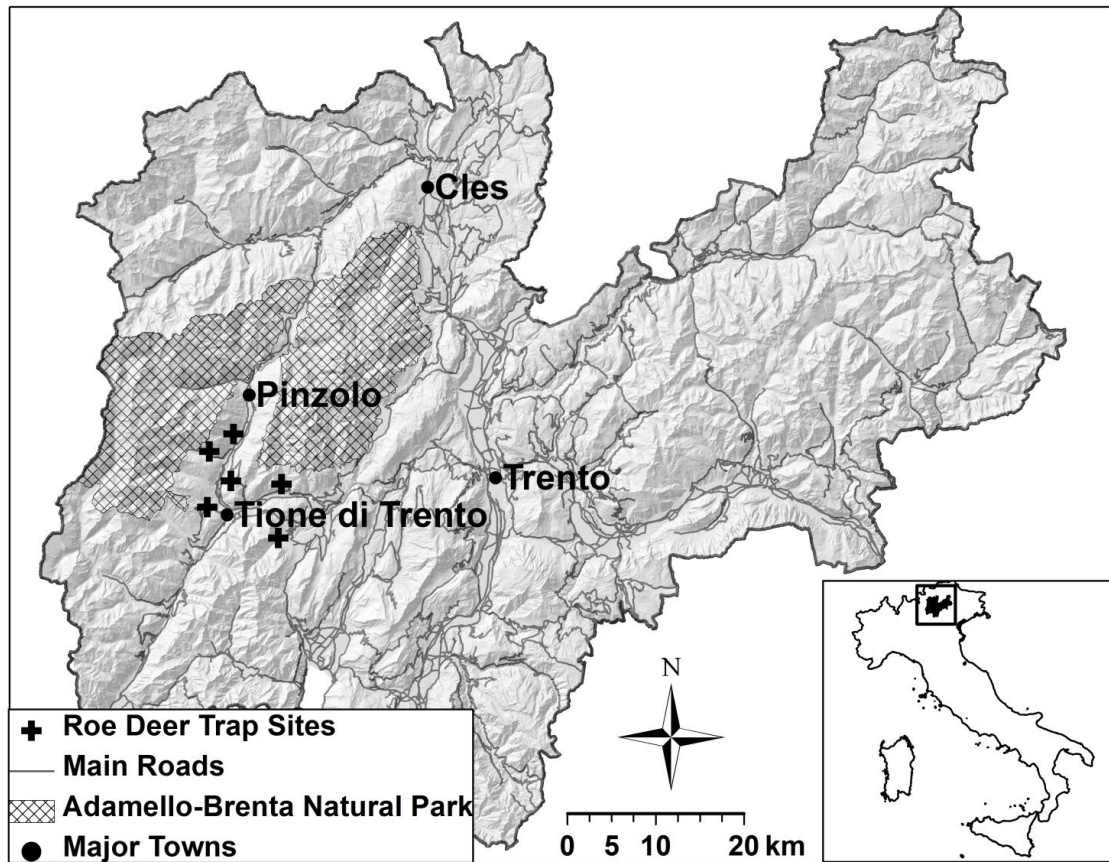 Cles
Pinzolo
Trento
Tione di Trento
N
Roe Deer Trap Sites
Main Roads
Adamello-Brenta Natural Park
Major Towns
0 5 10 20 km